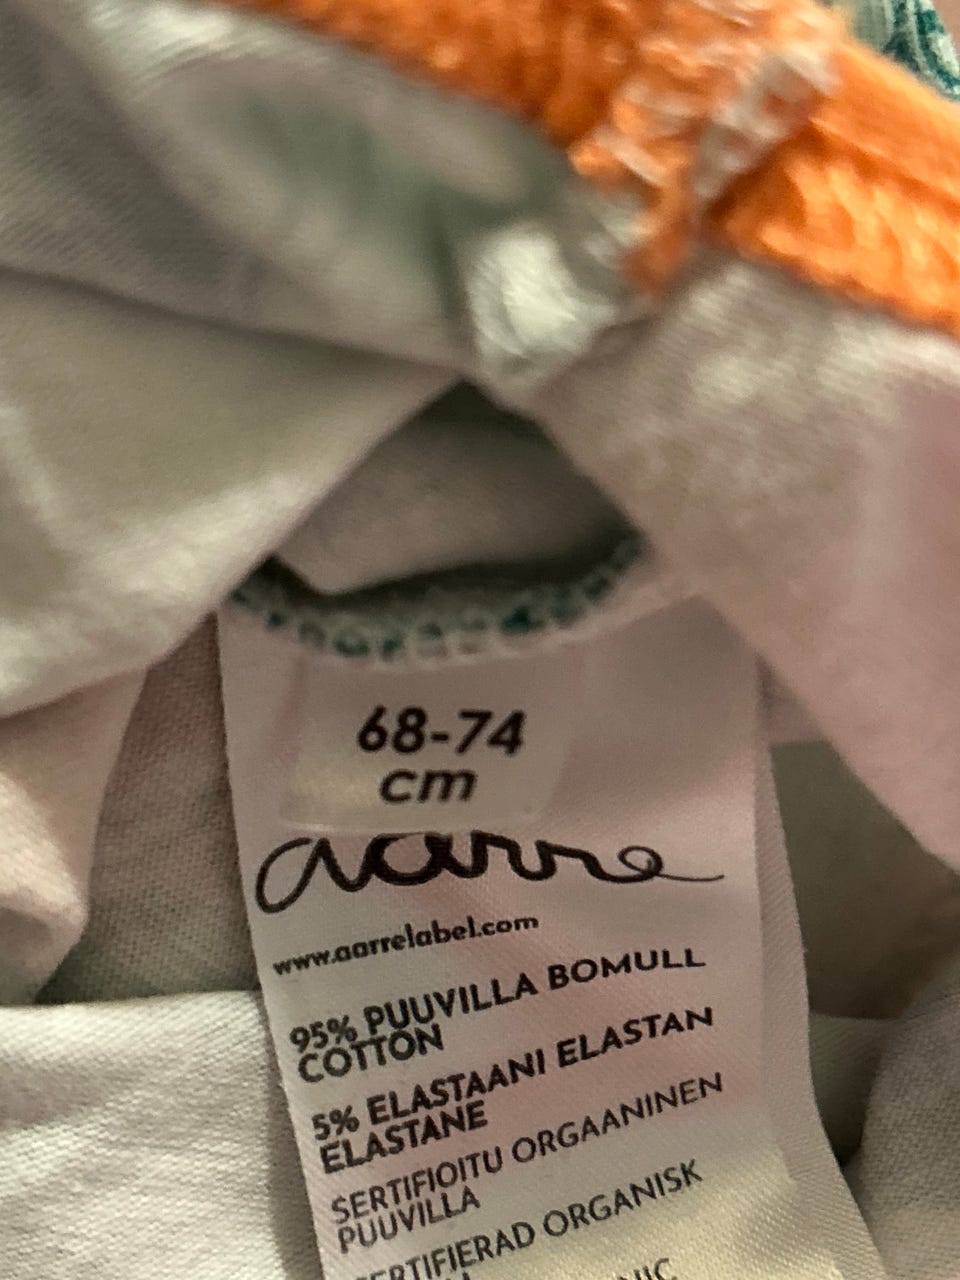 68-74
cm
aarre
www.aarrelabel.com
95% PUUVILLA BOMULL
COTTON
5% ELASTAANI ELASTAN
ELASTANE
SERTIFIOITU ORGAANINEN
PUUVILLA
ERTIFIERAD ORGANISK